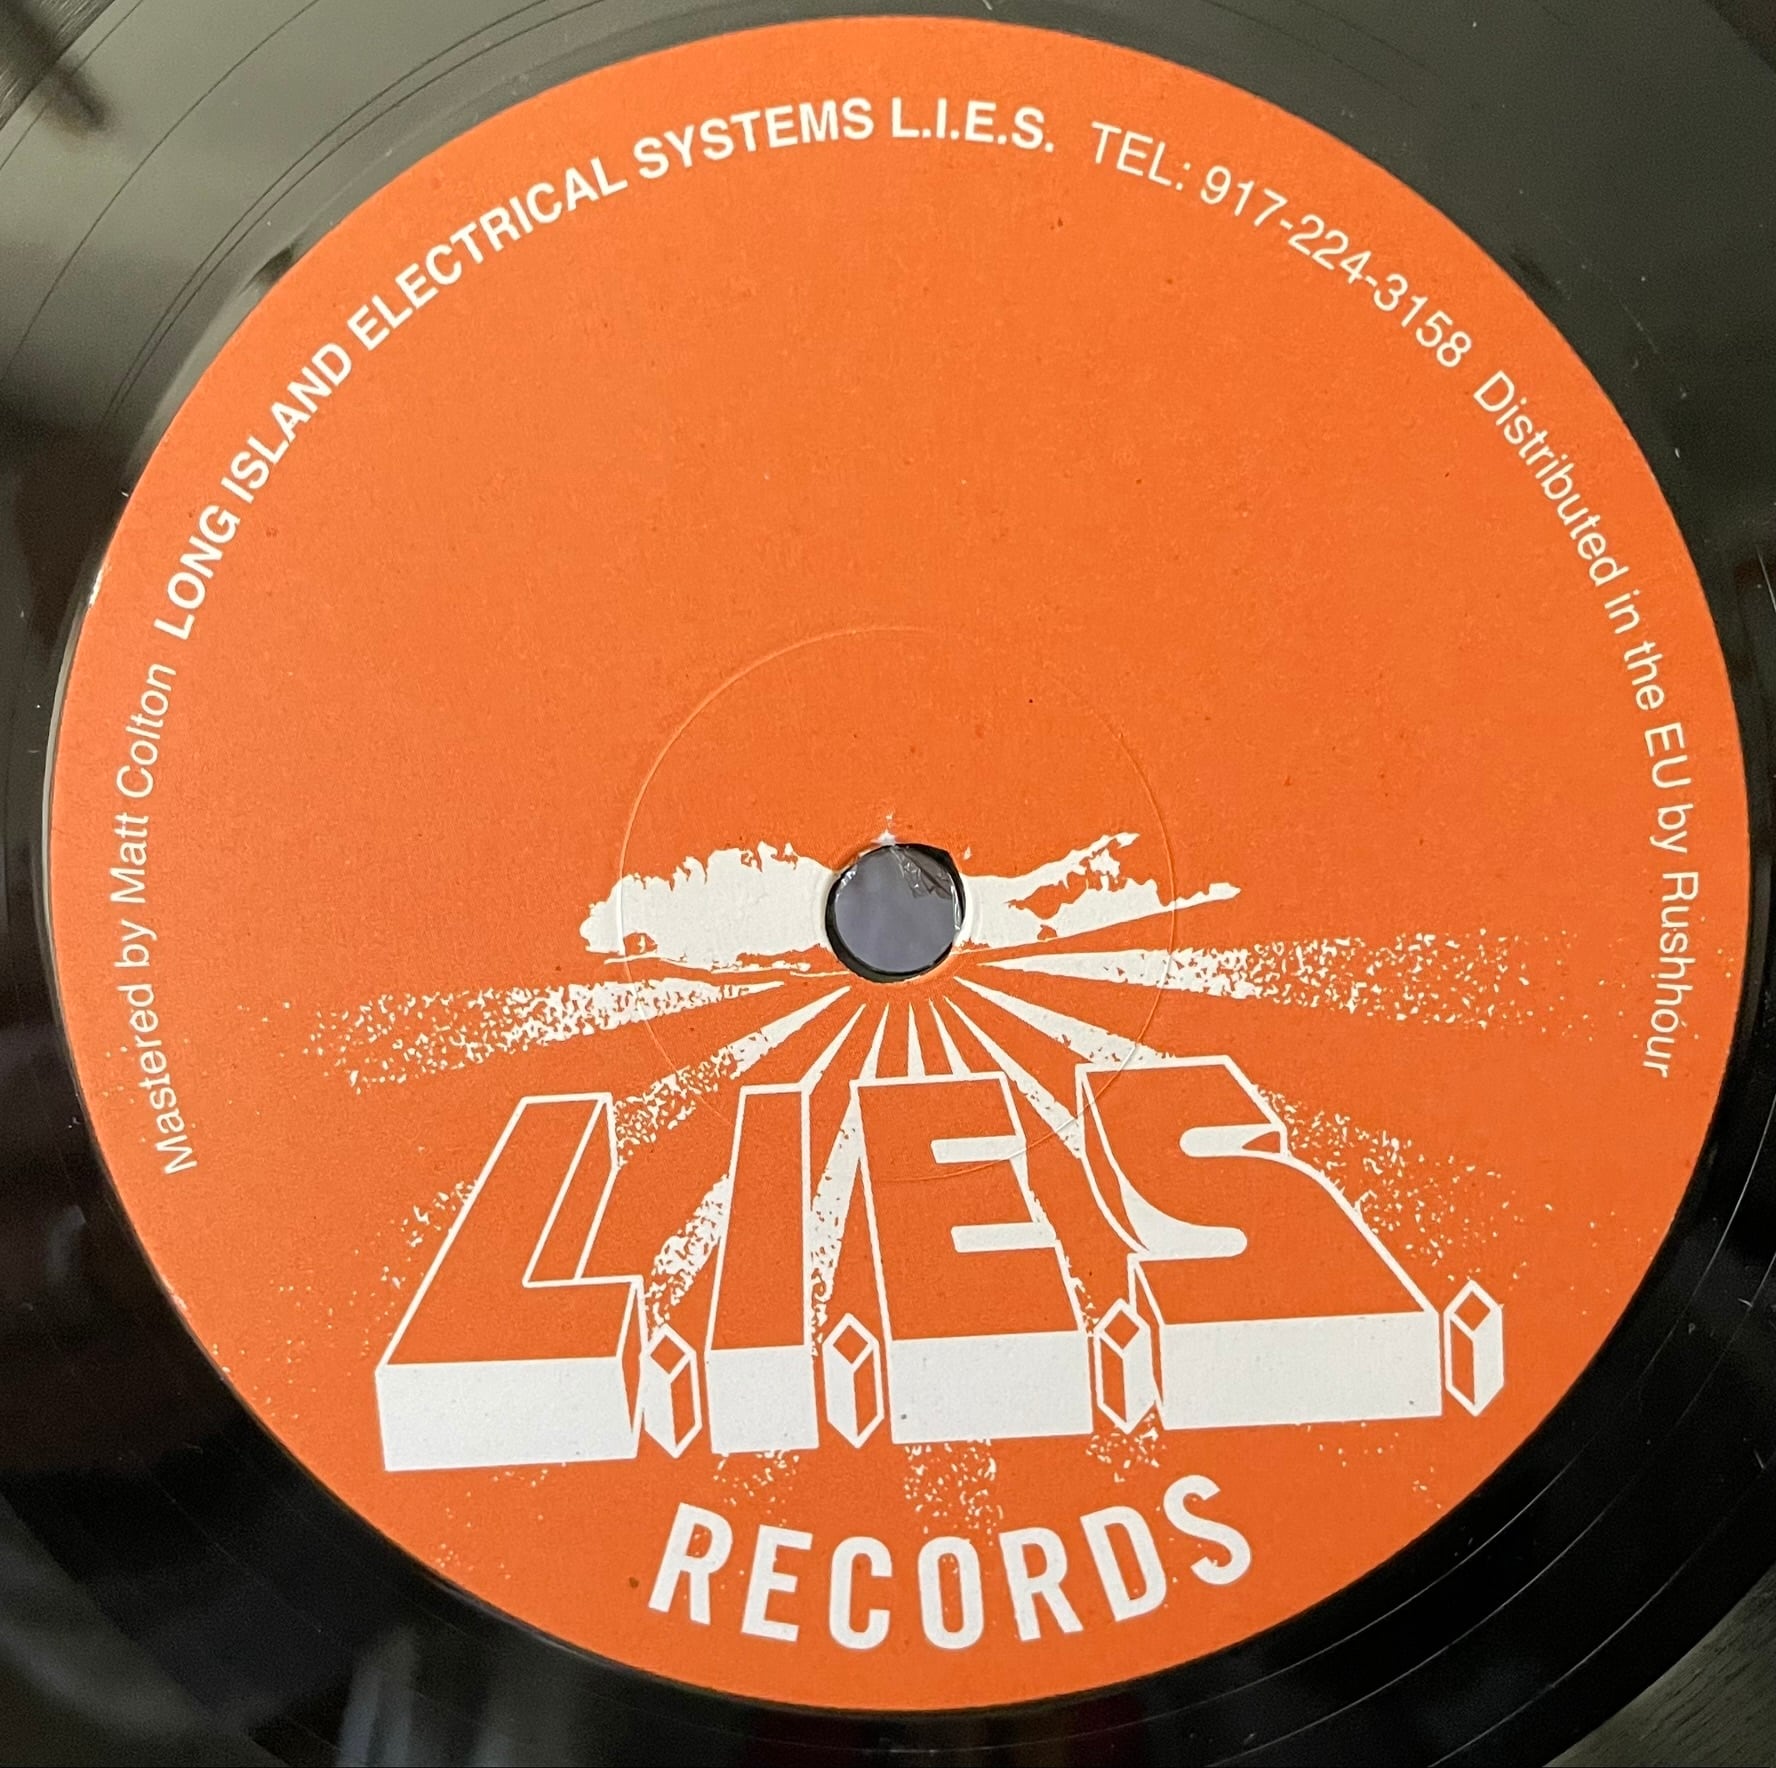 Mastered by Matt Colton LONG ISLAND ELECTRICAL SYSTEMS L.I.E.S. TEL: 917-224-3158 Distributed in the EU by Rushhour
L.I.E.S.
RECORDS